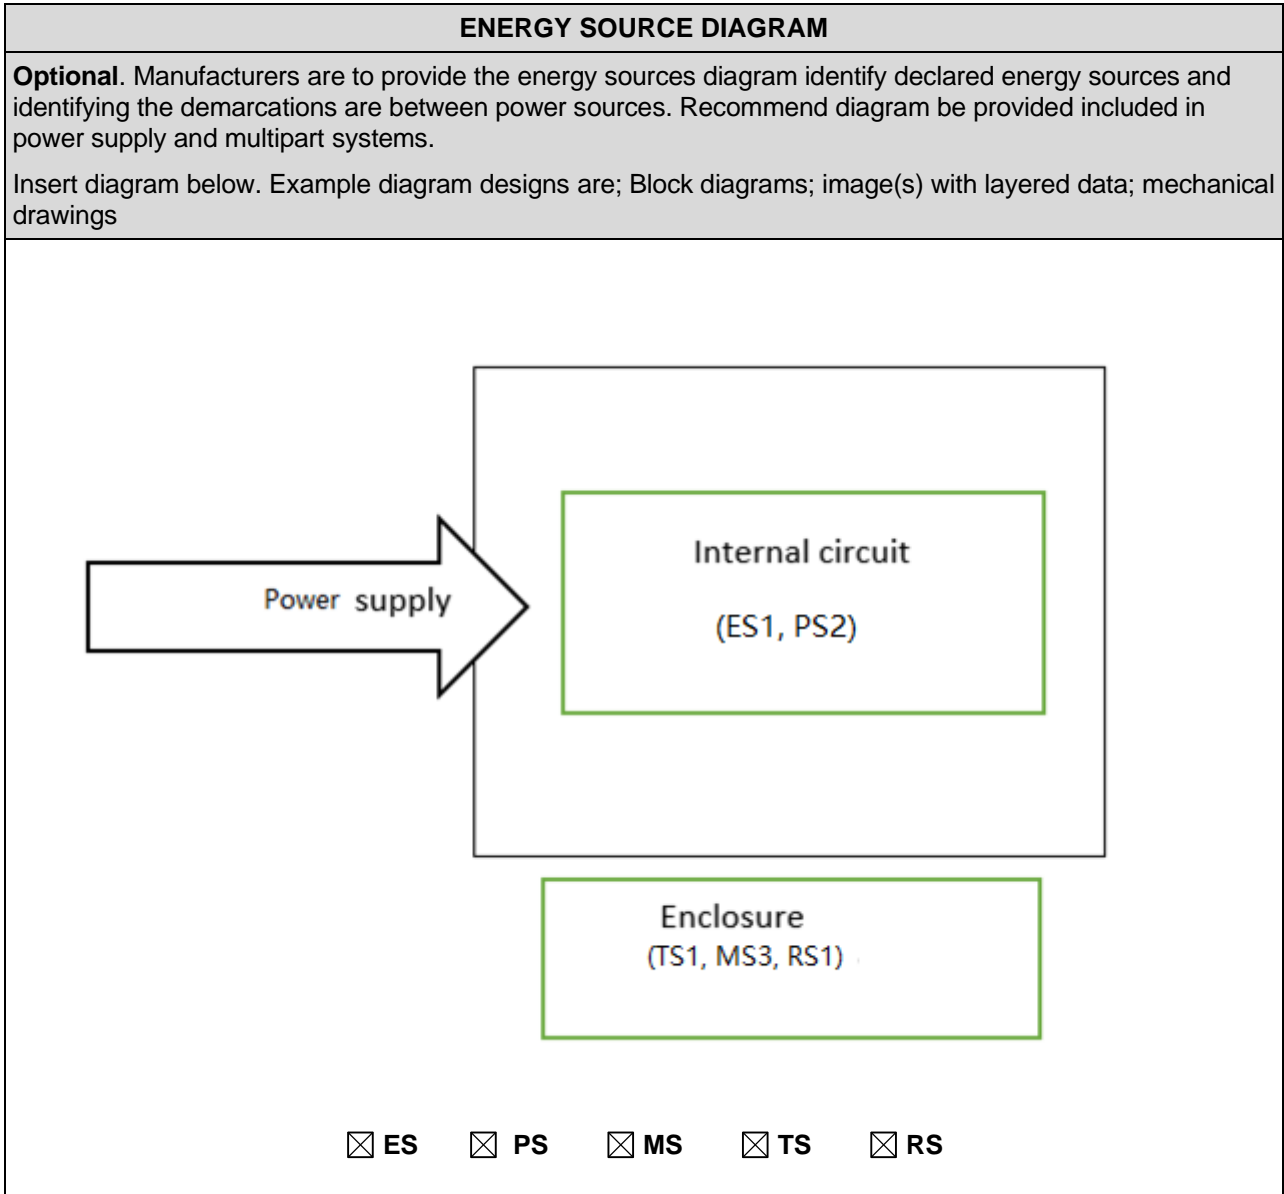 ENERGY SOURCE DIAGRAM
Optional. Manufacturers are to provide the energy sources diagram identify declared energy sources and
identifying the demarcations are between power sources. Recommend diagram be provided included in
power supply and multipart systems.
Insert diagram below. Example diagram designs are; Block diagrams; image(s) with layered data; mechanical
drawings
Power supply
Internal circuit
(ES1, PS2)
Enclosure
(TS1, MS3, RS1)
☒ ES ☒ PS ☒ MS ☒ TS ☒ RS